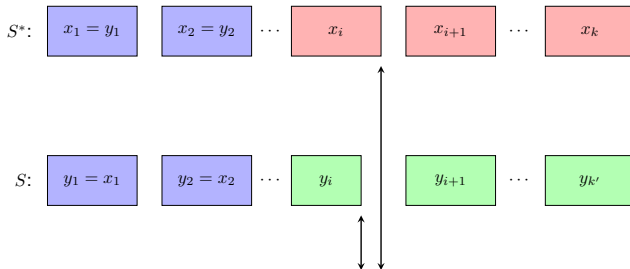 S*: x₁ = y₁ x₂ = y₂ ⋯ xᵢ xᵢ₊₁ ⋯ xₖ
S: y₁ = x₁ y₂ = x₂ ⋯ yᵢ yᵢ₊₁ ⋯ yₖ′